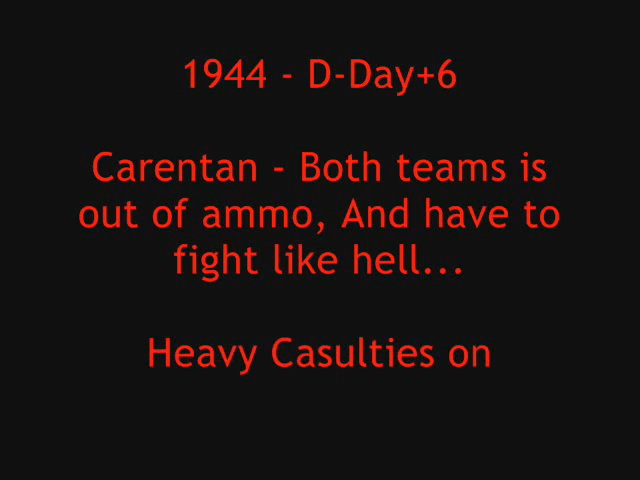 1944 - D-Day+6
Carentan - Both teams is
out of ammo, And have to
fight like hell...
Heavy Casulties on